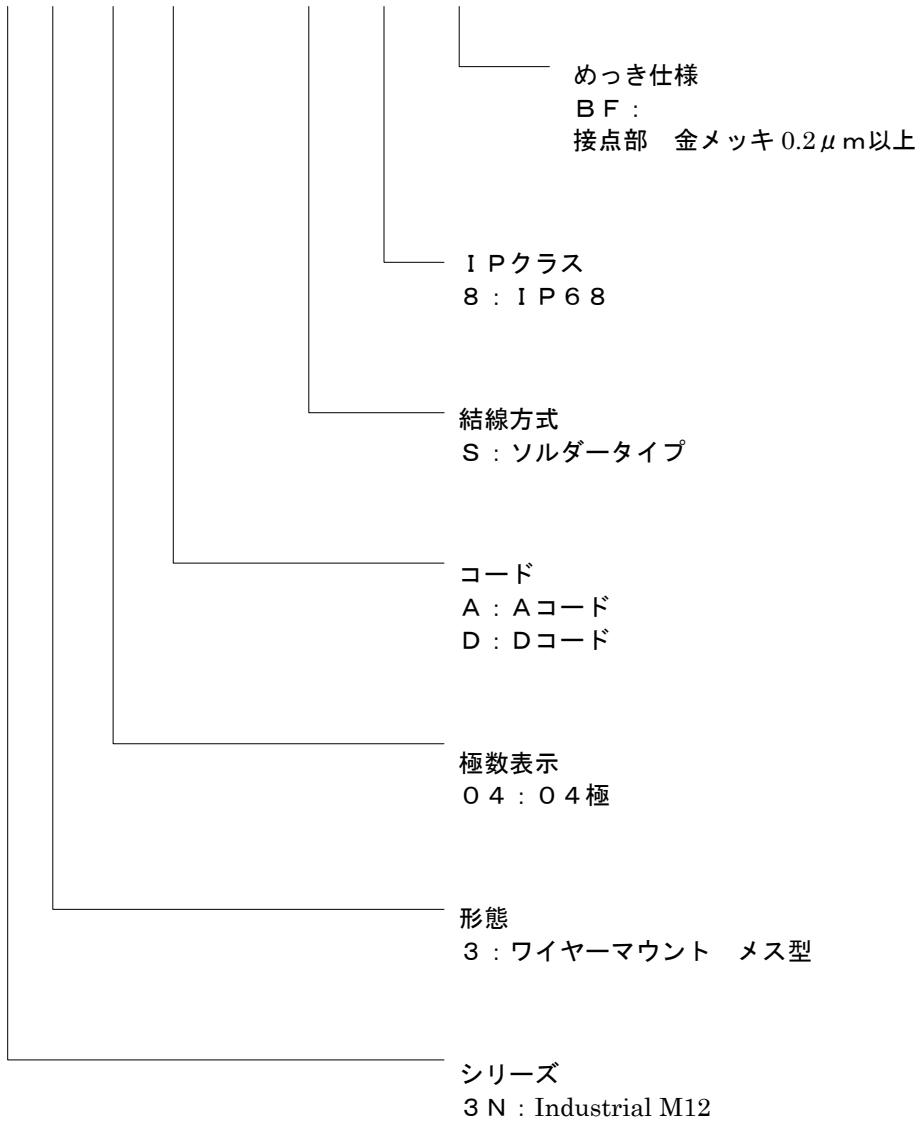 めっき仕様
ＢＦ：
接点部　金メッキ 0.2μｍ以上
ＩＰクラス
８：ＩＰ６８
結線方式
Ｓ：ソルダータイプ
コード
Ａ：Ａコード
Ｄ：Ｄコード
極数表示
０４：０４極
形態
３：ワイヤーマウント　メス型
シリーズ
３Ｎ：Industrial M12